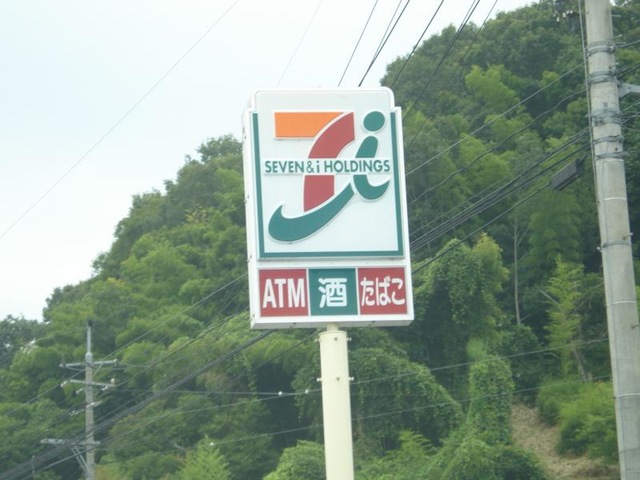 SEVEN & i HOLDINGS
ATM 酒 たばこ